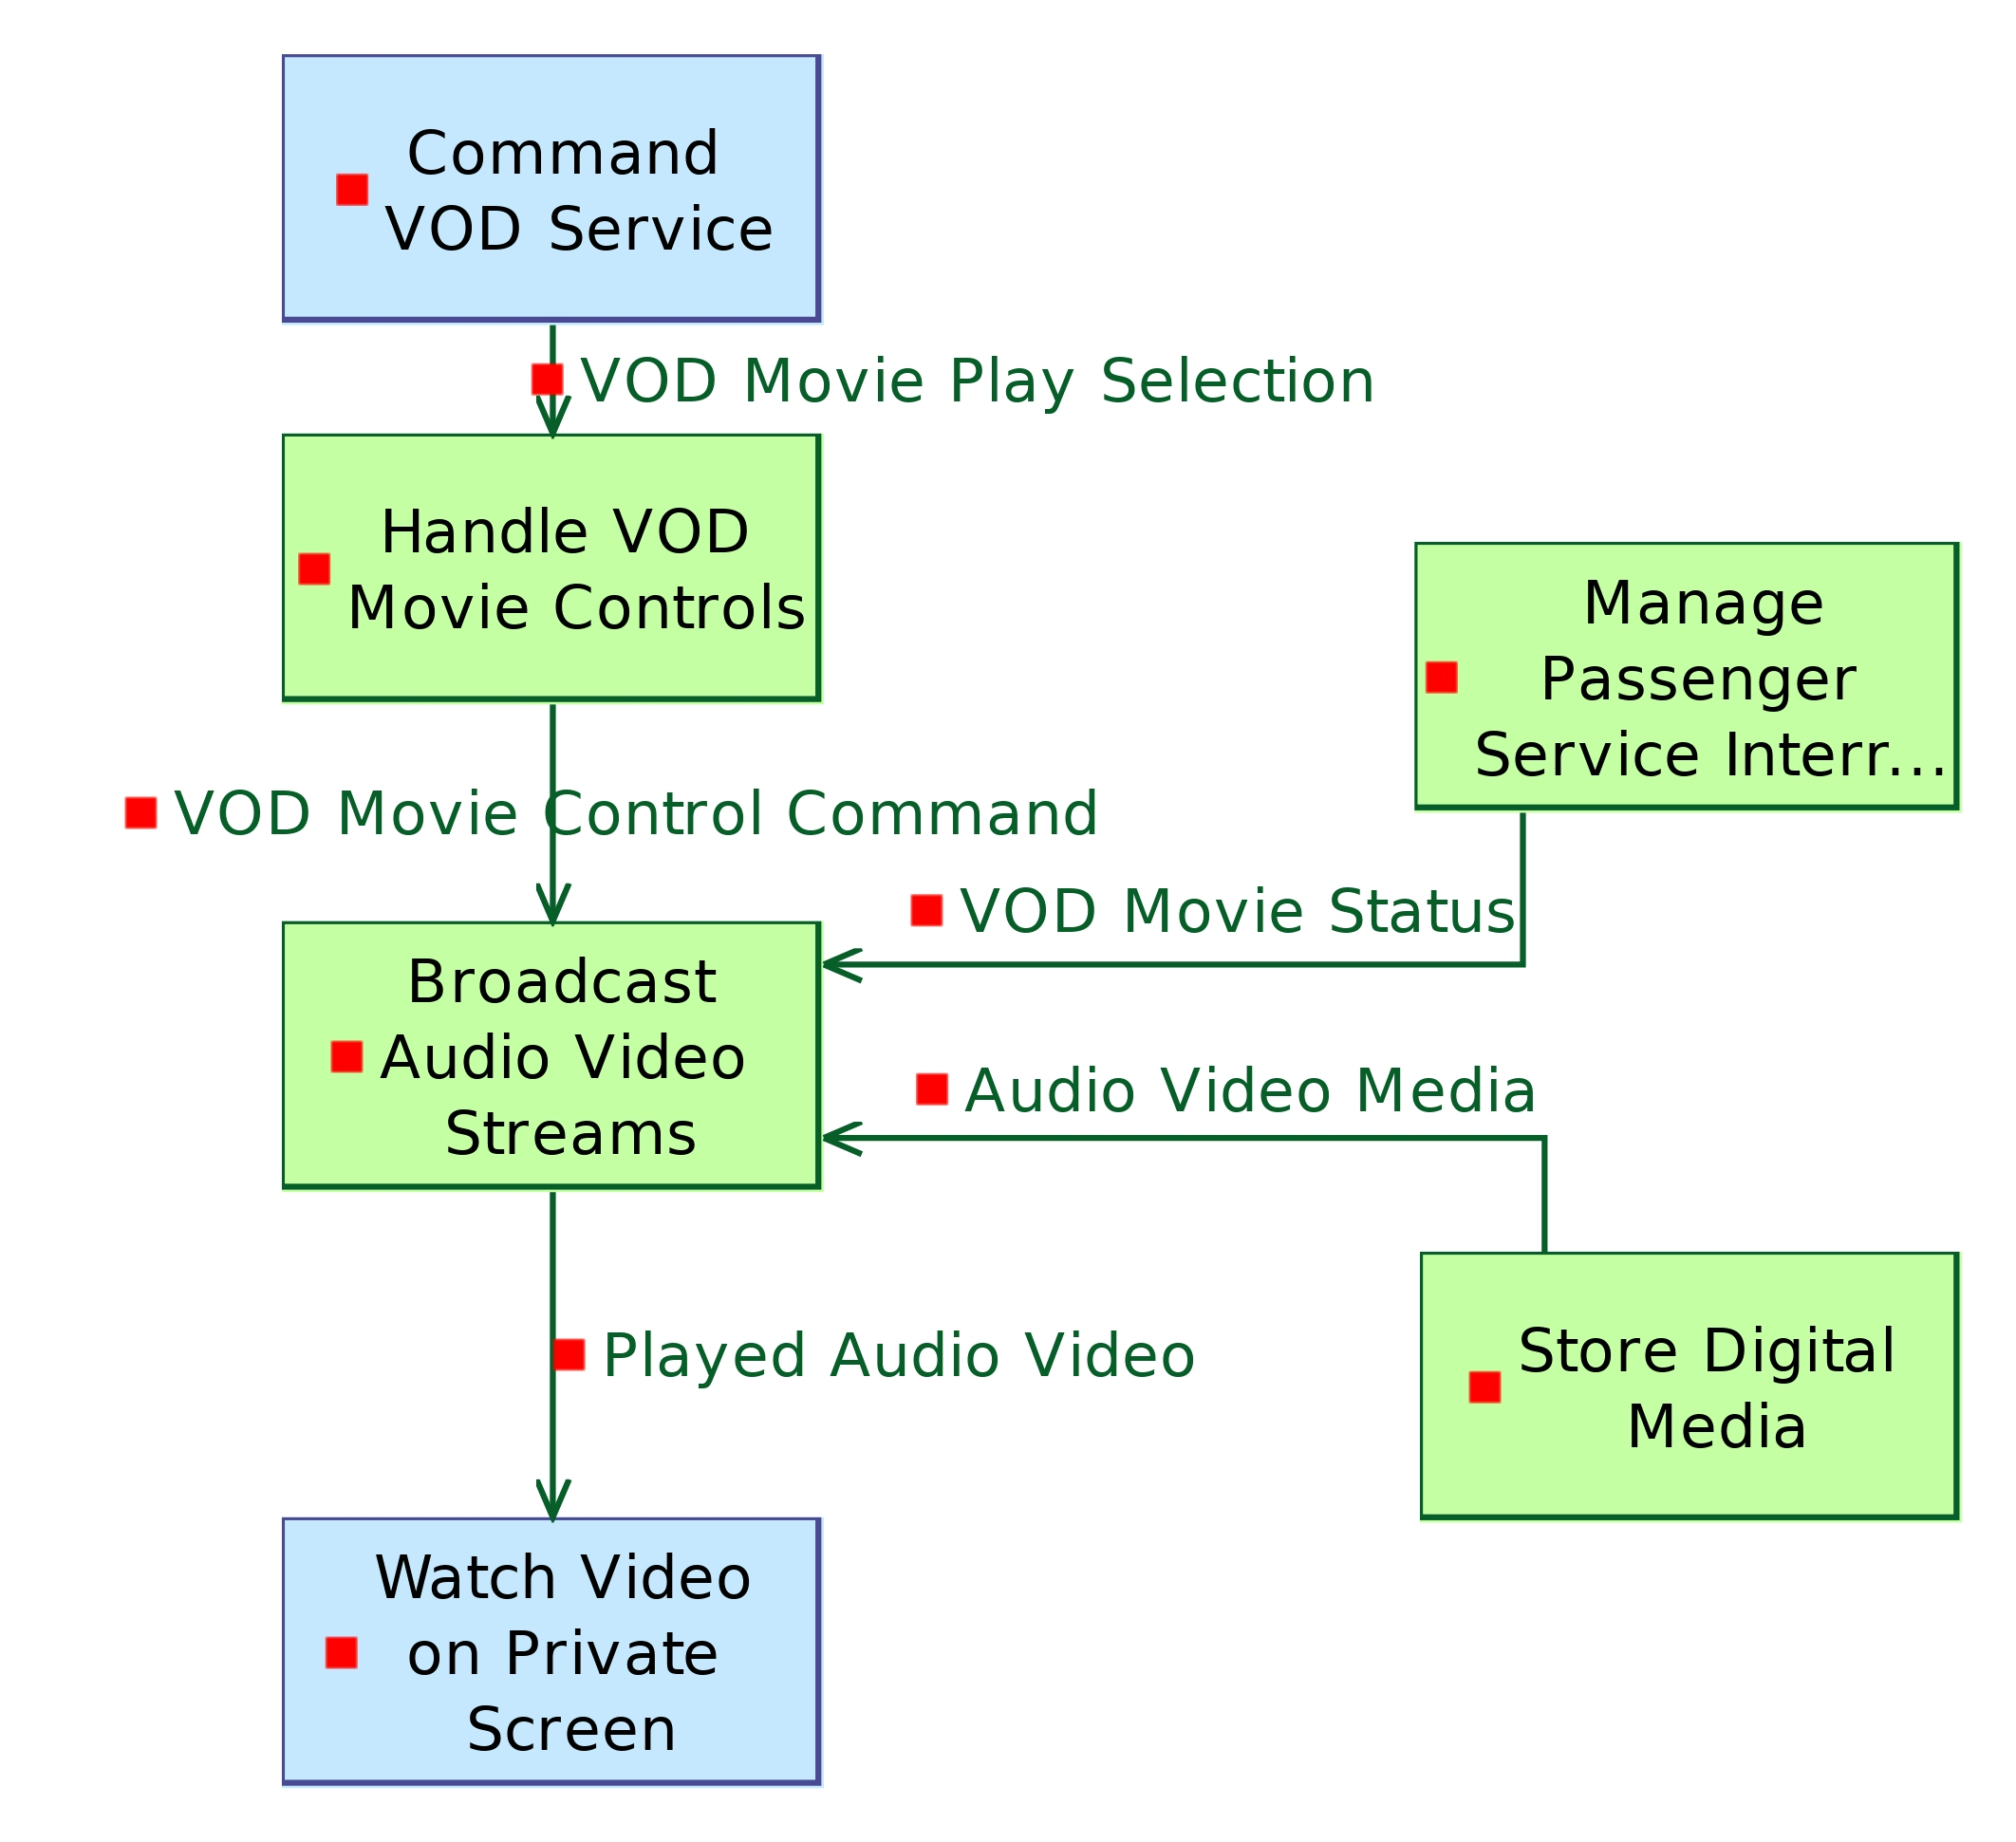 Command
VOD Service
VOD Movie Play Selection
Handle VOD
Movie Controls
Manage
Passenger
Service Interr...
VOD Movie Control Command
VOD Movie Status
Broadcast
Audio Video
Streams
Audio Video Media
Played Audio Video
Store Digital
Media
Watch Video
on Private
Screen